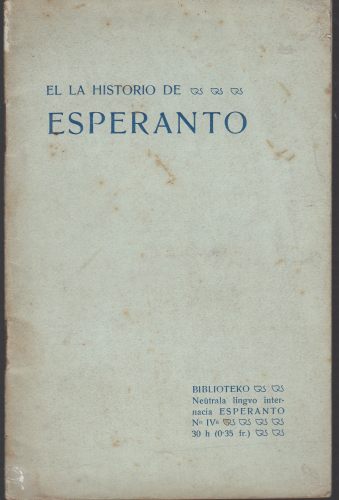 EL LA HISTORIO DE
ESPERANTO
BIBLIOTEKO
Neŭtrala lingvo inter-
nacia ESPERANTO
No IVa
30 h (0·35 fr.)